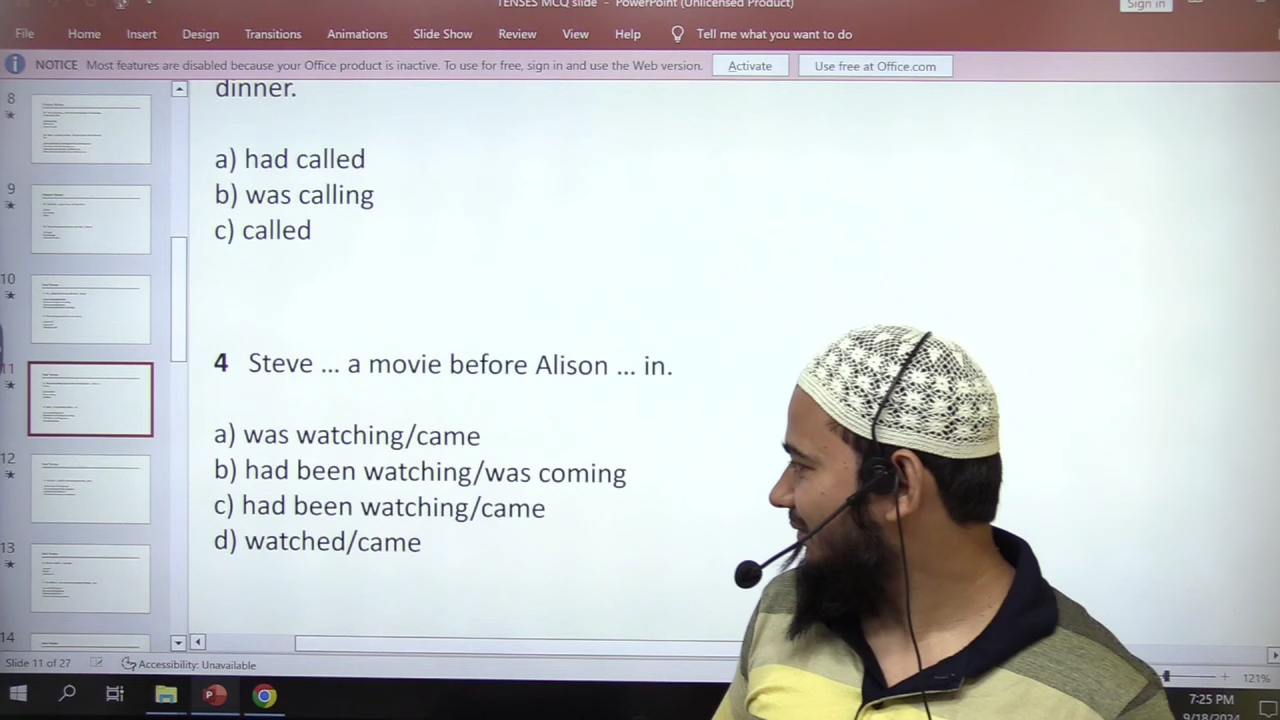 TENSES MCQ slide - PowerPoint (Unlicensed Product)
Sign in
File Home Insert Design Transitions Animations Slide Show Review View Help Tell me what you want to do
NOTICE Most features are disabled because your Office product is inactive. To use for free, sign in and use the Web version. Activate Use free at Office.com
8
9
10
11
12
13
14
dinner.
a) had called
b) was calling
c) called
4 Steve ... a movie before Alison ... in.
a) was watching/came
b) had been watching/was coming
c) had been watching/came
d) watched/came
Slide 11 of 27 Accessibility: Unavailable
121%
7:25 PM
9/18/2024